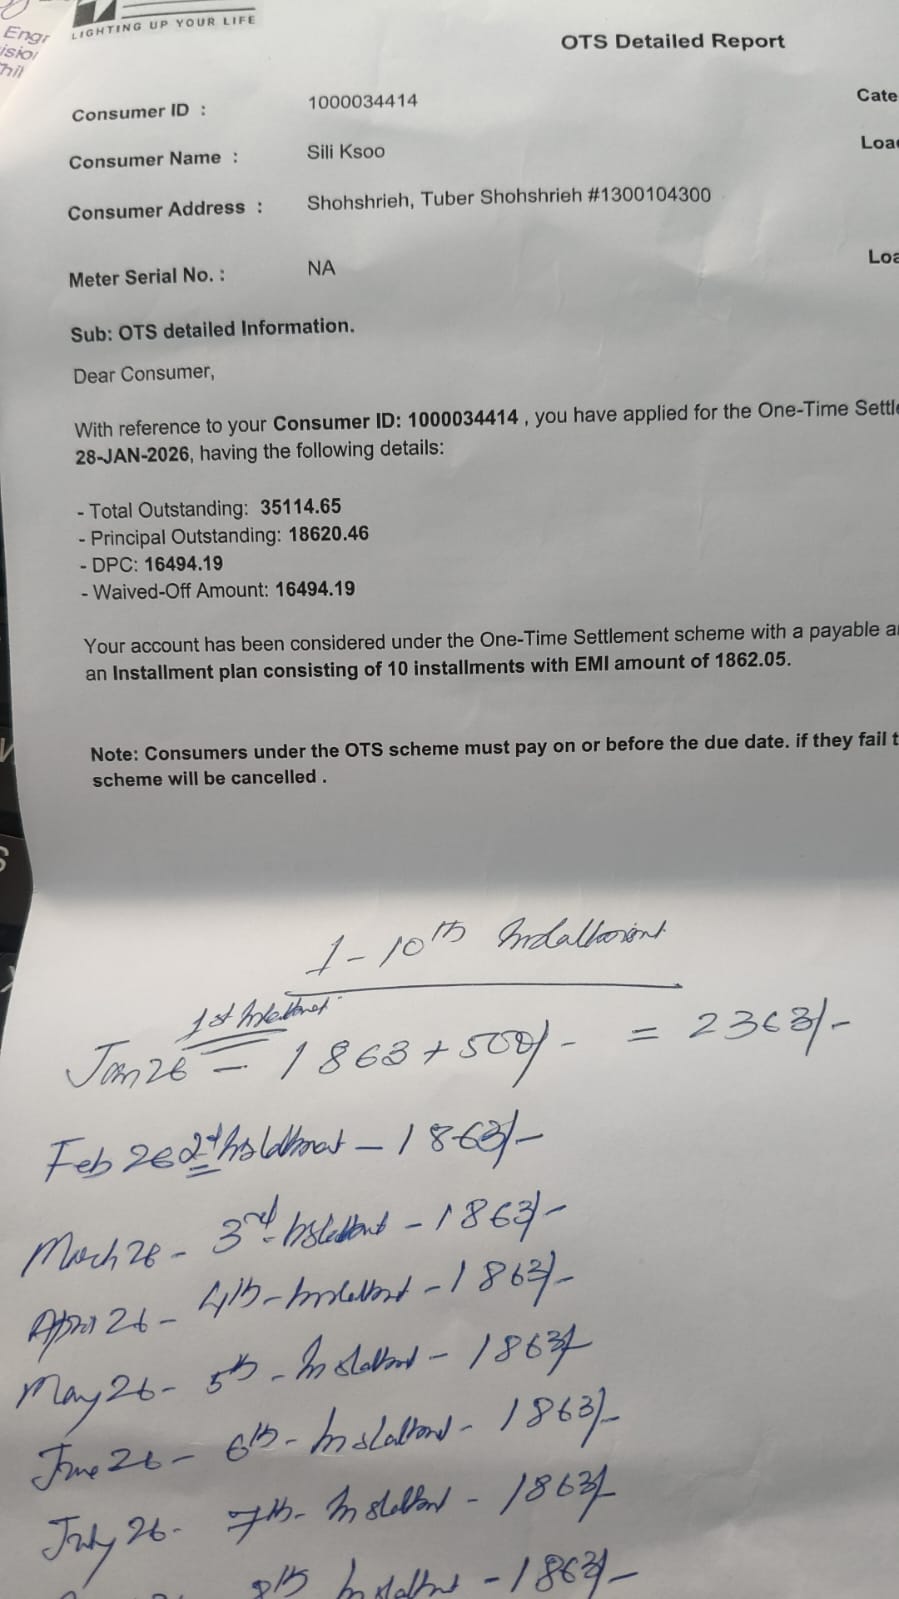 Engr
isior
hil
LIGHTING UP YOUR LIFE
OTS Detailed Report
Consumer ID : 1000034414 Cate
Consumer Name : Sili Ksoo Loa
Consumer Address : Shohshrieh, Tuber Shohshrieh #1300104300
Loa
Meter Serial No. : NA
Sub: OTS detailed Information.
Dear Consumer,
With reference to your Consumer ID: 1000034414 , you have applied for the One-Time Settle
28-JAN-2026, having the following details:
- Total Outstanding: 35114.65
- Principal Outstanding: 18620.46
- DPC: 16494.19
- Waived-Off Amount: 16494.19
Your account has been considered under the One-Time Settlement scheme with a payable a
an Installment plan consisting of 10 installments with EMI amount of 1862.05.
Note: Consumers under the OTS scheme must pay on or before the due date. if they fail t
scheme will be cancelled .
1 - 10th Installment
1st Installment
Jan 26 - 1863 + 500/- = 2363/-
Feb 26 2nd Installment - 1863/-
March 26 - 3rd Installment - 1863/-
April 26 - 4th - Installment - 1863/-
May 26 - 5th - Installment - 1863/-
June 26 - 6th - Installment - 1863/-
July 26 - 7th - Installment - 1863/-
8th Installment - 1863/-